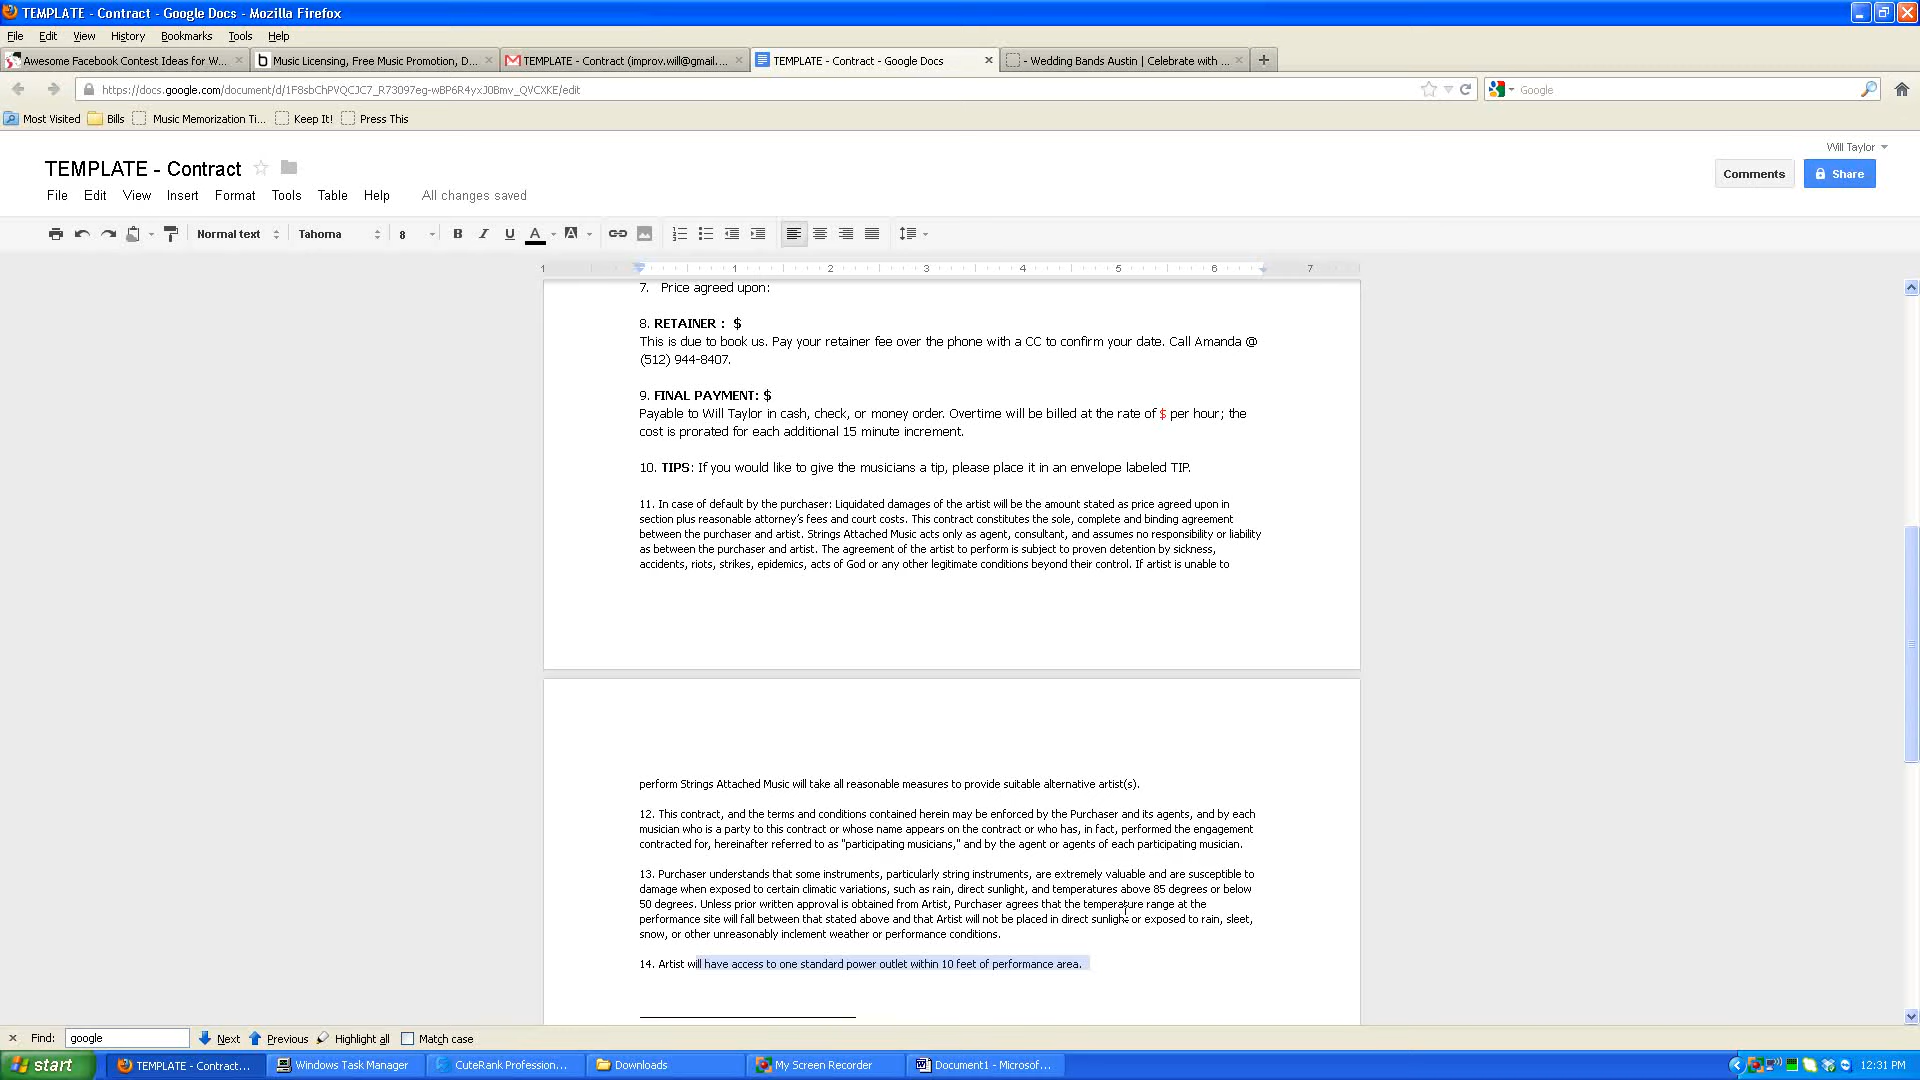 TEMPLATE - Contract - Google Docs - Mozilla Firefox
File Edit View History Bookmarks Tools Help
Awesome Facebook Contest Ideas for W...
Music Licensing, Free Music Promotion, D...
TEMPLATE - Contract (improv.will@gmail....
TEMPLATE - Contract - Google Docs
- Wedding Bands Austin | Celebrate with ...
https://docs.google.com/document/d/1F8sbChPVQCJC7_R73097eg-wBP6R4yxJ0Bmv_QVCXKE/edit
Google
Most Visited Bills Music Memorization Ti... Keep It! Press This
Will Taylor
TEMPLATE - Contract
Comments Share
File Edit View Insert Format Tools Table Help All changes saved
Normal text Tahoma 8 B I U A A
1 1 2 3 4 5 6 7
7. Price agreed upon:
8. RETAINER : $
This is due to book us. Pay your retainer fee over the phone with a CC to confirm your date. Call Amanda @
(512) 944-8407.
9. FINAL PAYMENT: $
Payable to Will Taylor in cash, check, or money order. Overtime will be billed at the rate of $ per hour; the
cost is prorated for each additional 15 minute increment.
10. TIPS: If you would like to give the musicians a tip, please place it in an envelope labeled TIP.
11. In case of default by the purchaser: Liquidated damages of the artist will be the amount stated as price agreed upon in
section plus reasonable attorney's fees and court costs. This contract constitutes the sole, complete and binding agreement
between the purchaser and artist. Strings Attached Music acts only as agent, consultant, and assumes no responsibility or liability
as between the purchaser and artist. The agreement of the artist to perform is subject to proven detention by sickness,
accidents, riots, strikes, epidemics, acts of God or any other legitimate conditions beyond their control. If artist is unable to
perform Strings Attached Music will take all reasonable measures to provide suitable alternative artist(s).
12. This contract, and the terms and conditions contained herein may be enforced by the Purchaser and its agents, and by each
musician who is a party to this contract or whose name appears on the contract or who has, in fact, performed the engagement
contracted for, hereinafter referred to as "participating musicians," and by the agent or agents of each participating musician.
13. Purchaser understands that some instruments, particularly string instruments, are extremely valuable and are susceptible to
damage when exposed to certain climatic variations, such as rain, direct sunlight, and temperatures above 85 degrees or below
50 degrees. Unless prior written approval is obtained from Artist, Purchaser agrees that the temperature range at the
performance site will fall between that stated above and that Artist will not be placed in direct sunlight or exposed to rain, sleet,
snow, or other unreasonably inclement weather or performance conditions.
14. Artist will have access to one standard power outlet within 10 feet of performance area.
Find: google Next Previous Highlight all Match case
start TEMPLATE - Contract... Windows Task Manager CuteRank Profession... Downloads My Screen Recorder Document1 - Microsof... 12:31 PM